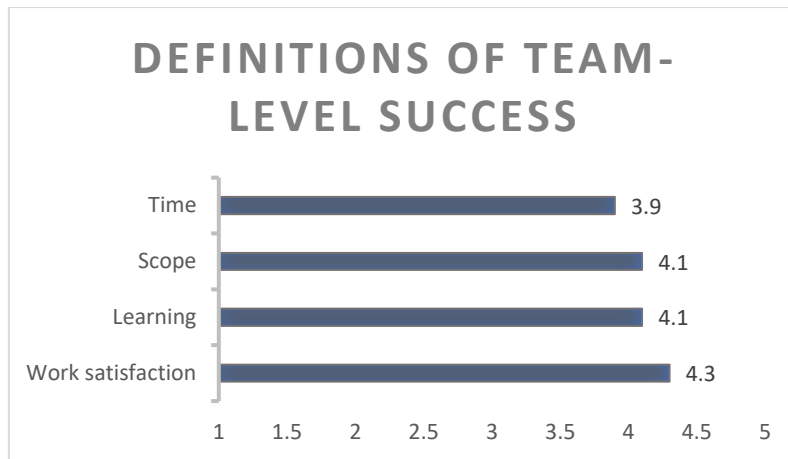 DEFINITIONS OF TEAM-
LEVEL SUCCESS
Time 3.9
Scope 4.1
Learning 4.1
Work satisfaction 4.3
1 1.5 2 2.5 3 3.5 4 4.5 5